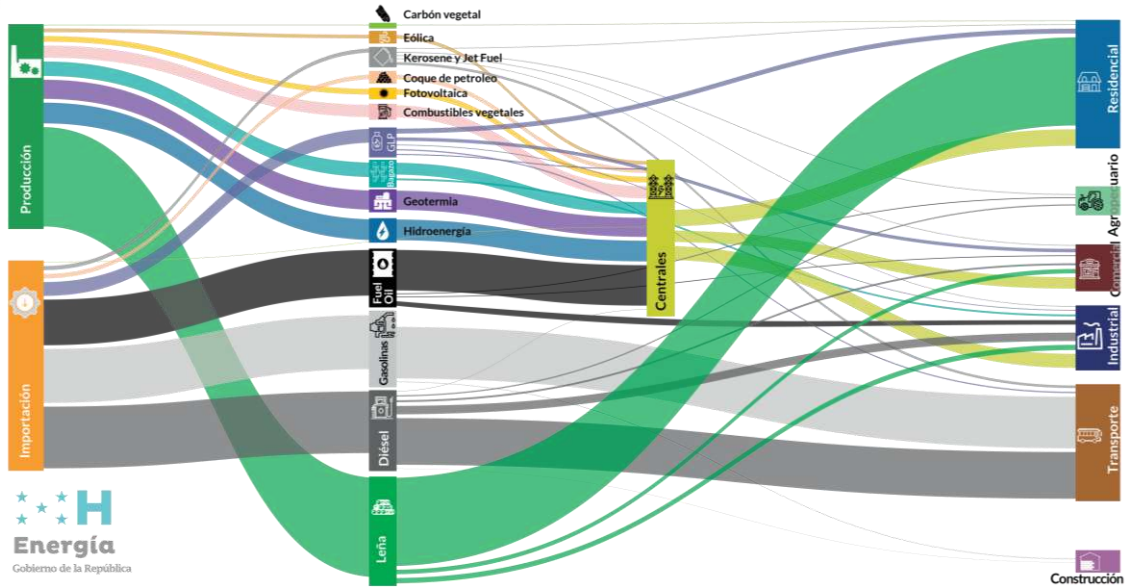 Producción
Importación
Carbón vegetal
Eólica
Kerosene y Jet Fuel
Coque de petroleo
Fotovoltaica
Combustibles vegetales
GLP
Bagazo
Geotermia
Hidroenergía
Fuel
Oil
Gasolinas
Diésel
Leña
Centrales
Residencial
Agropecuario
Comercial
Industrial
Transporte
Construcción
H
Energía
Gobierno de la República